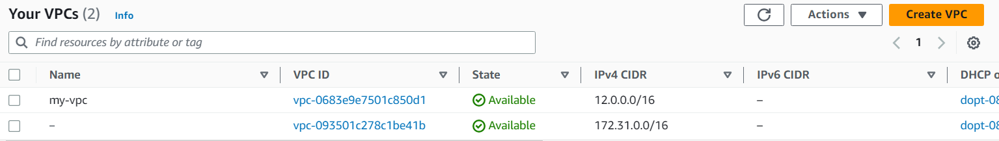 Your VPCs (2) Info Actions Create VPC
Find resources by attribute or tag 1
Name VPC ID State IPv4 CIDR IPv6 CIDR DHCP o
my-vpc vpc-0683e9e7501c850d1 Available 12.0.0.0/16 – dopt-08
– vpc-093501c278c1be41b Available 172.31.0.0/16 – dopt-08